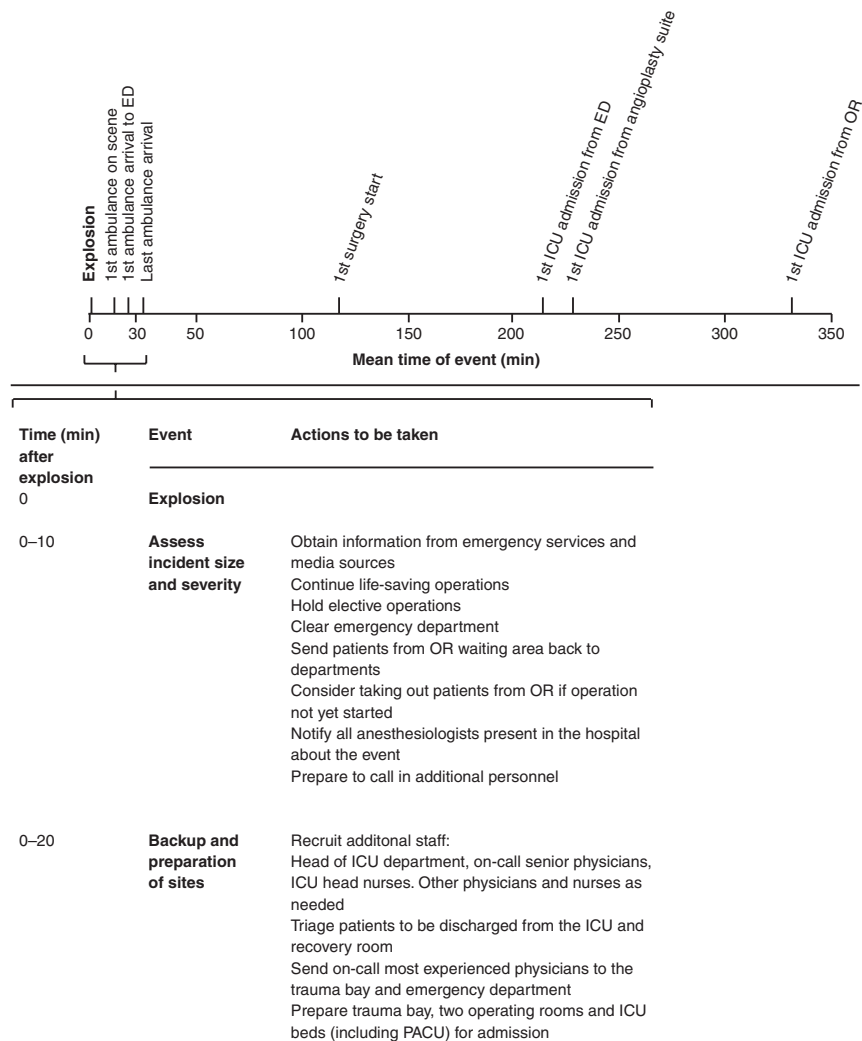 Explosion
1st ambulance on scene
1st ambulance arrival to ED
Last ambulance arrival
1st surgery start
1st ICU admission from ED
1st ICU admission from angioplasty suite
1st ICU admission from OR
0 30 50 100 150 200 250 300 350
Mean time of event (min)
Time (min) Event Actions to be taken
after
explosion
0 Explosion
0–10 Assess Obtain information from emergency services and
incident size media sources
and severity Continue life-saving operations
Hold elective operations
Clear emergency department
Send patients from OR waiting area back to
departments
Consider taking out patients from OR if operation
not yet started
Notify all anesthesiologists present in the hospital
about the event
Prepare to call in additional personnel
0–20 Backup and Recruit additonal staff:
preparation Head of ICU department, on-call senior physicians,
of sites ICU head nurses. Other physicians and nurses as
needed
Triage patients to be discharged from the ICU and
recovery room
Send on-call most experienced physicians to the
trauma bay and emergency department
Prepare trauma bay, two operating rooms and ICU
beds (including PACU) for admission